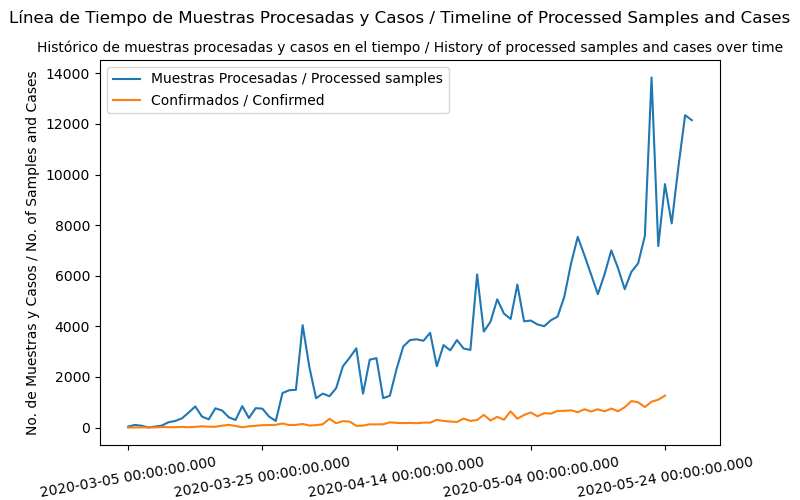 Línea de Tiempo de Muestras Procesadas y Casos / Timeline of Processed Samples and Cases
Histórico de muestras procesadas y casos en el tiempo / History of processed samples and cases over time
No. de Muestras y Casos / No. of Samples and Cases
14000
12000
10000
8000
6000
4000
2000
0
Muestras Procesadas / Processed samples
Confirmados / Confirmed
2020-03-05 00:00:00.000
2020-03-25 00:00:00.000
2020-04-14 00:00:00.000
2020-05-04 00:00:00.000
2020-05-24 00:00:00.000